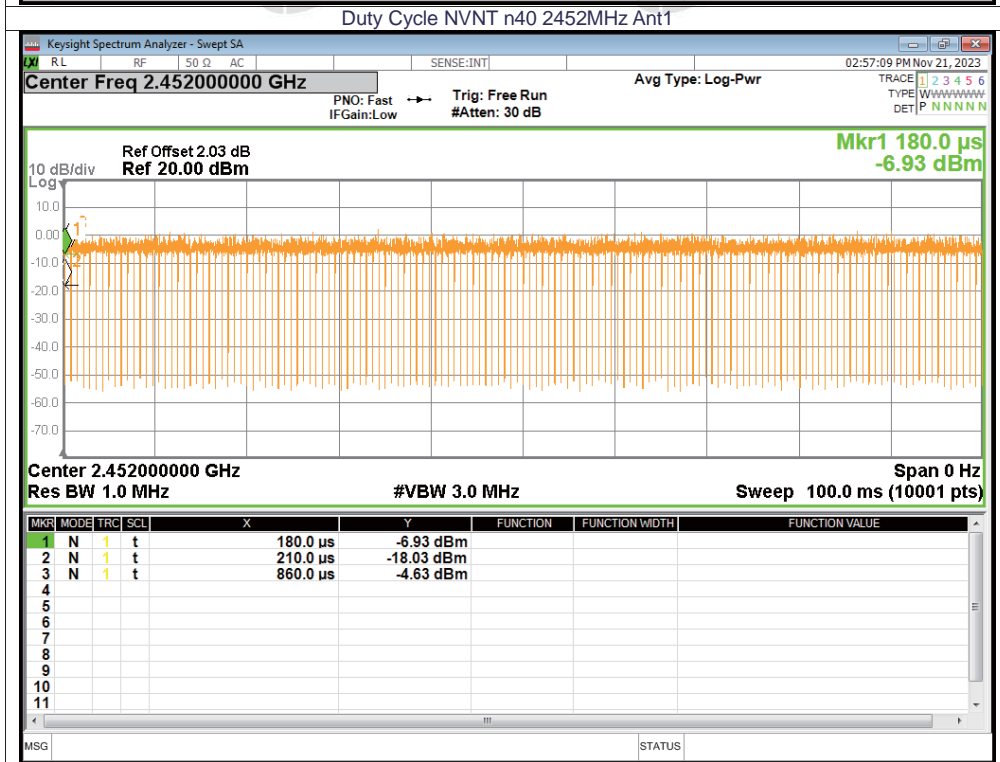 Duty Cycle NVNT n40 2452MHz Ant1
Keysight Spectrum Analyzer - Swept SA
LXI RL RF 50 Ω AC SENSE:INT 02:57:09 PM Nov 21, 2023
Center Freq 2.452000000 GHz Avg Type: Log-Pwr TRACE 1 2 3 4 5 6
PNO: Fast Trig: Free Run TYPE WWWWWW
IFGain:Low #Atten: 30 dB DET P N N N N N
Mkr1 180.0 µs
Ref Offset 2.03 dB
10 dB/div Ref 20.00 dBm -6.93 dBm
Log
10.0
0.00
-10.0
-20.0
-30.0
-40.0
-50.0
-60.0
-70.0
1
2
Center 2.452000000 GHz Span 0 Hz
Res BW 1.0 MHz #VBW 3.0 MHz Sweep 100.0 ms (10001 pts)
MKR MODE TRC SCL X Y FUNCTION FUNCTION WIDTH FUNCTION VALUE
1 N 1 t 180.0 µs -6.93 dBm
2 N 1 t 210.0 µs -18.03 dBm
3 N 1 t 860.0 µs -4.63 dBm
4
5
6
7
8
9
10
11
MSG STATUS